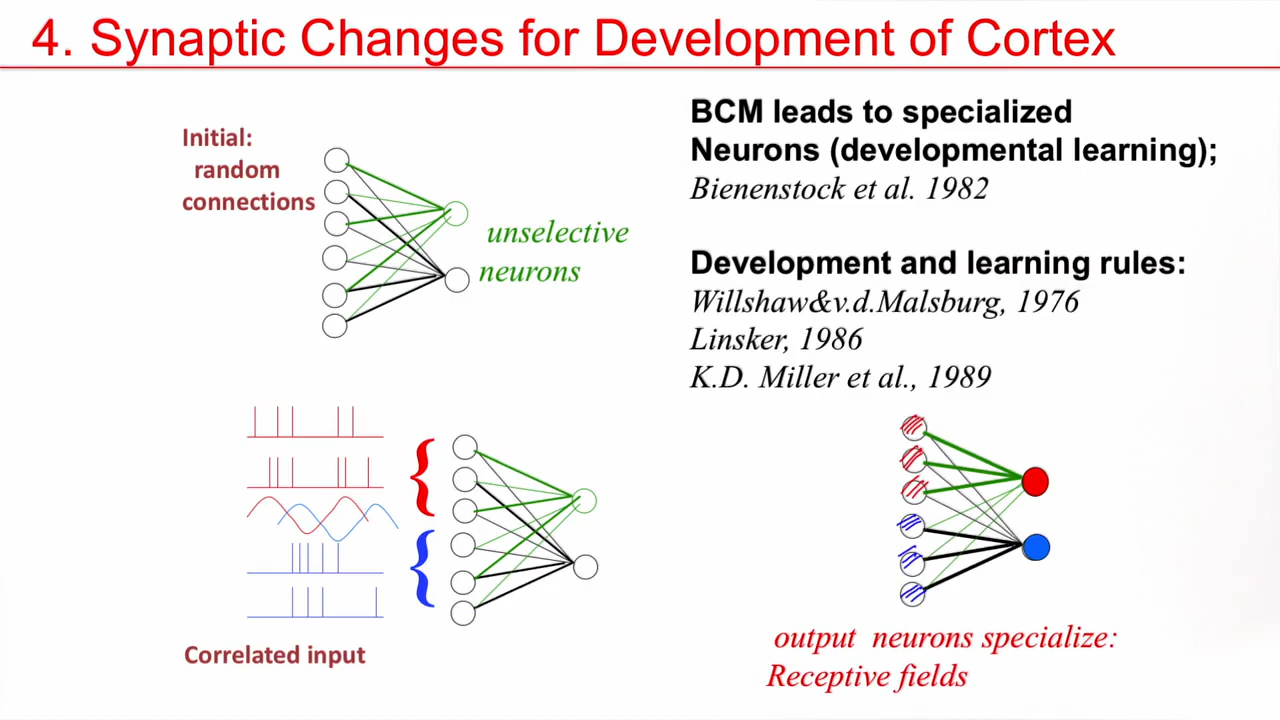 4. Synaptic Changes for Development of Cortex
Initial:
random
connections
unselective
neurons
BCM leads to specialized
Neurons (developmental learning);
Bienenstock et al. 1982
Development and learning rules:
Willshaw&v.d.Malsburg, 1976
Linsker, 1986
K.D. Miller et al., 1989
Correlated input
output neurons specialize:
Receptive fields